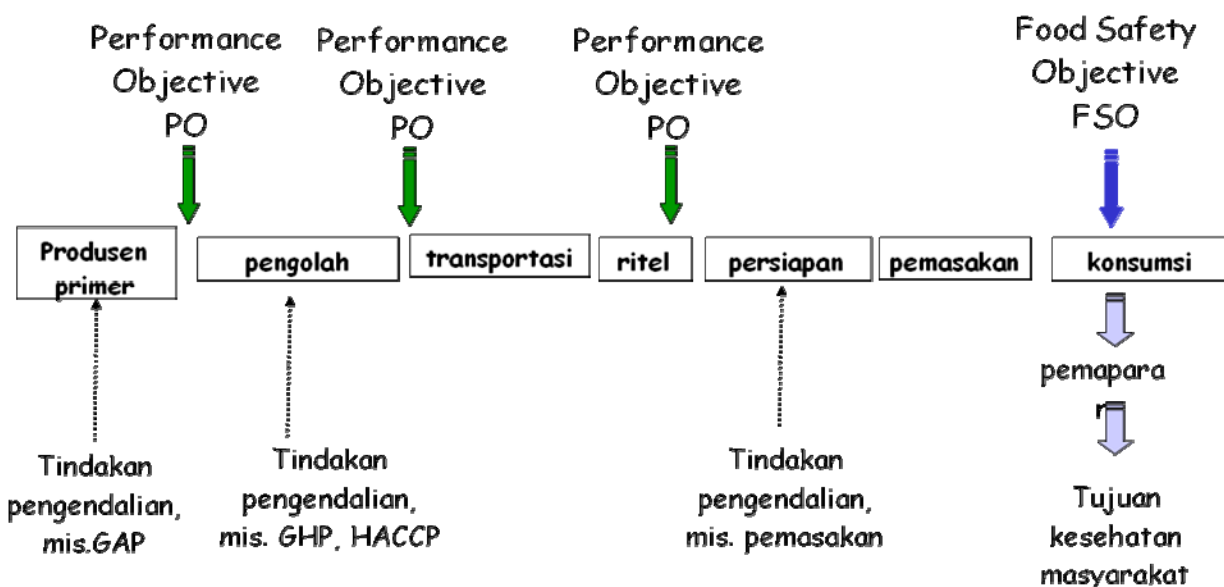 Performance
Objective
PO
Performance
Objective
PO
Performance
Objective
PO
Food Safety
Objective
FSO
Produsen
primer
pengolah
transportasi
ritel
persiapan
pemasakan
konsumsi
pemapara
Tindakan
pengendalian,
mis.GAP
Tindakan
pengendalian,
mis. GHP, HACCP
Tindakan
pengendalian,
mis. pemasakan
Tujuan
kesehatan
masyarakat